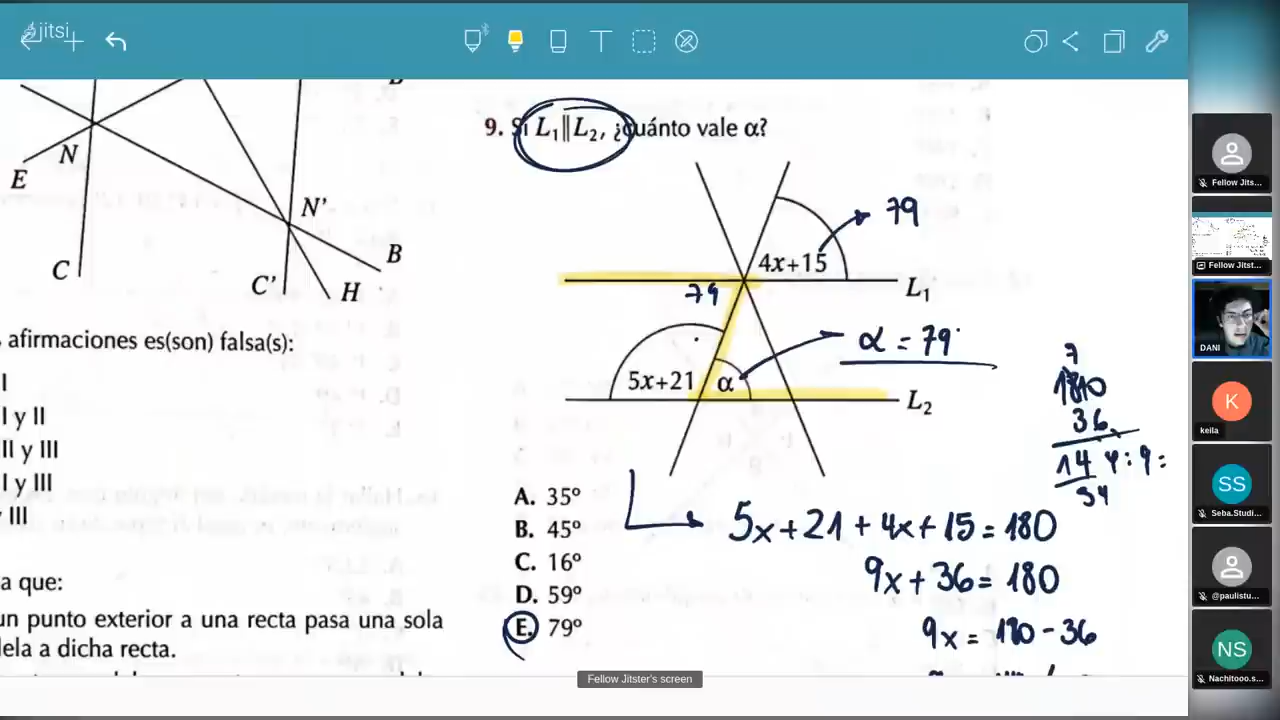 jitsi
E
N
C
N'
B
C'
H
afirmaciones es(son) falsa(s):
I
I y II
II y III
I y III
III
a que:
un punto exterior a una recta pasa una sola
lela a dicha recta.
9. Si L₁∥L₂, ¿cuánto vale α?
79
4x+15
L₁
79
α = 79°
5x+21
α
L₂
A. 35º
B. 45º
C. 16º
D. 59º
E. 79º
5x+21 + 4x+15 = 180
9x + 36 = 180
9x = 180 - 36
7
180
36
144 : 9 =
54
Fellow Jitster's screen
Fellow Jits...
Fellow Jitst...
DANI
K
keila
SS
Seba.Studi...
@paulistu...
NS
Nachitooo.s...